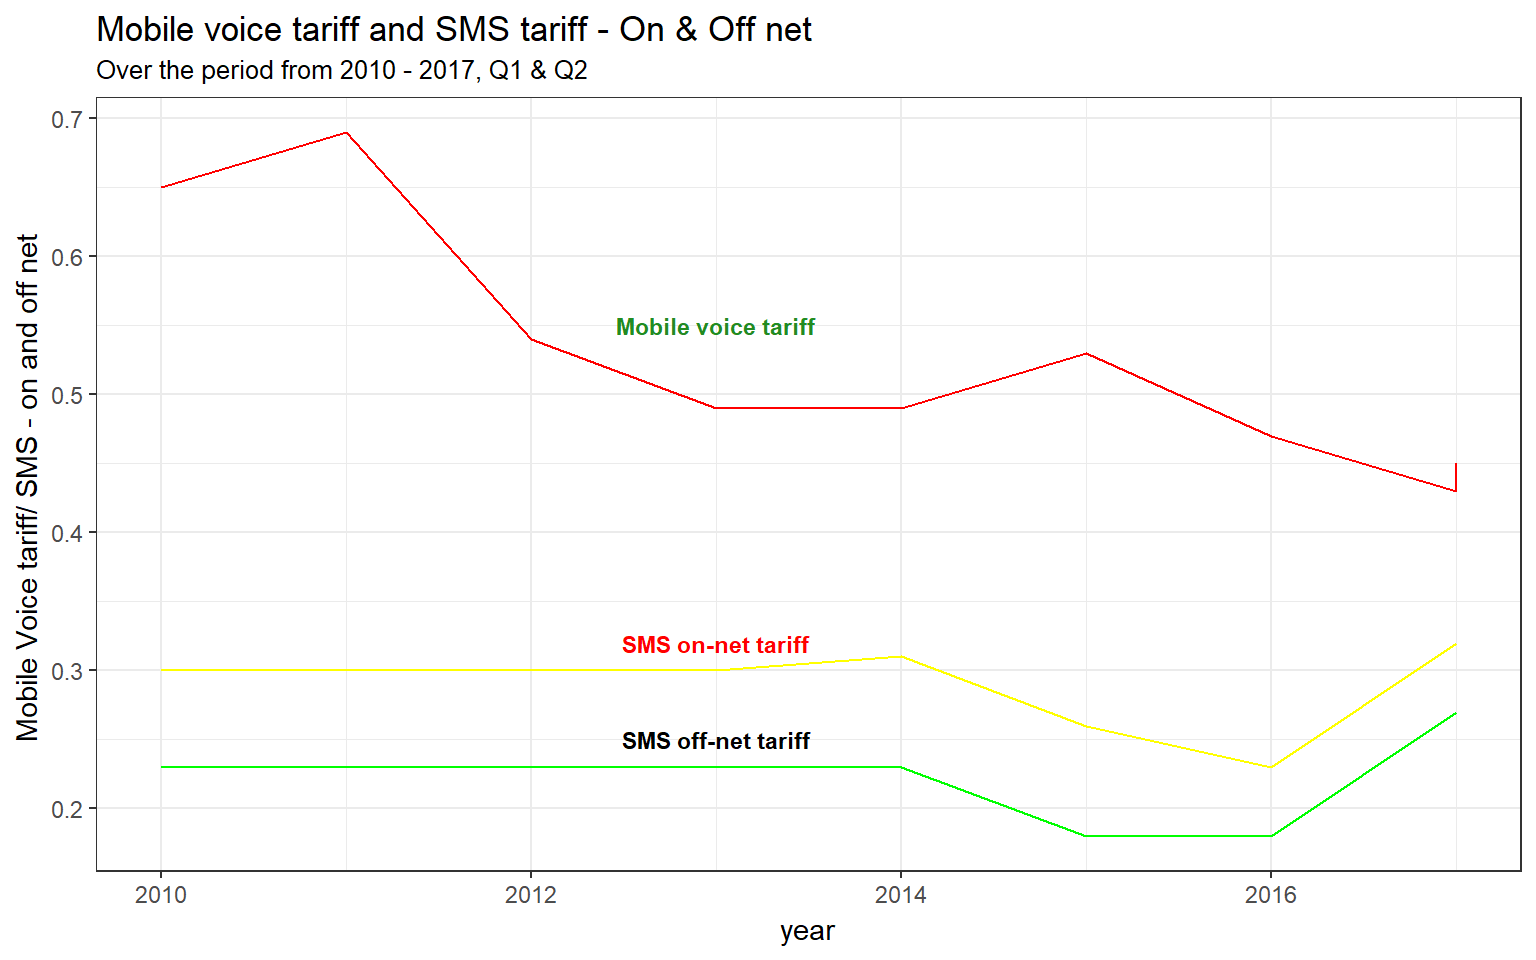 Mobile voice tariff and SMS tariff - On & Off net
Over the period from 2010 - 2017, Q1 & Q2
Mobile Voice tariff/ SMS - on and off net
0.7
0.6
0.5
0.4
0.3
0.2
Mobile voice tariff
SMS on-net tariff
SMS off-net tariff
2010 2012 2014 2016
year